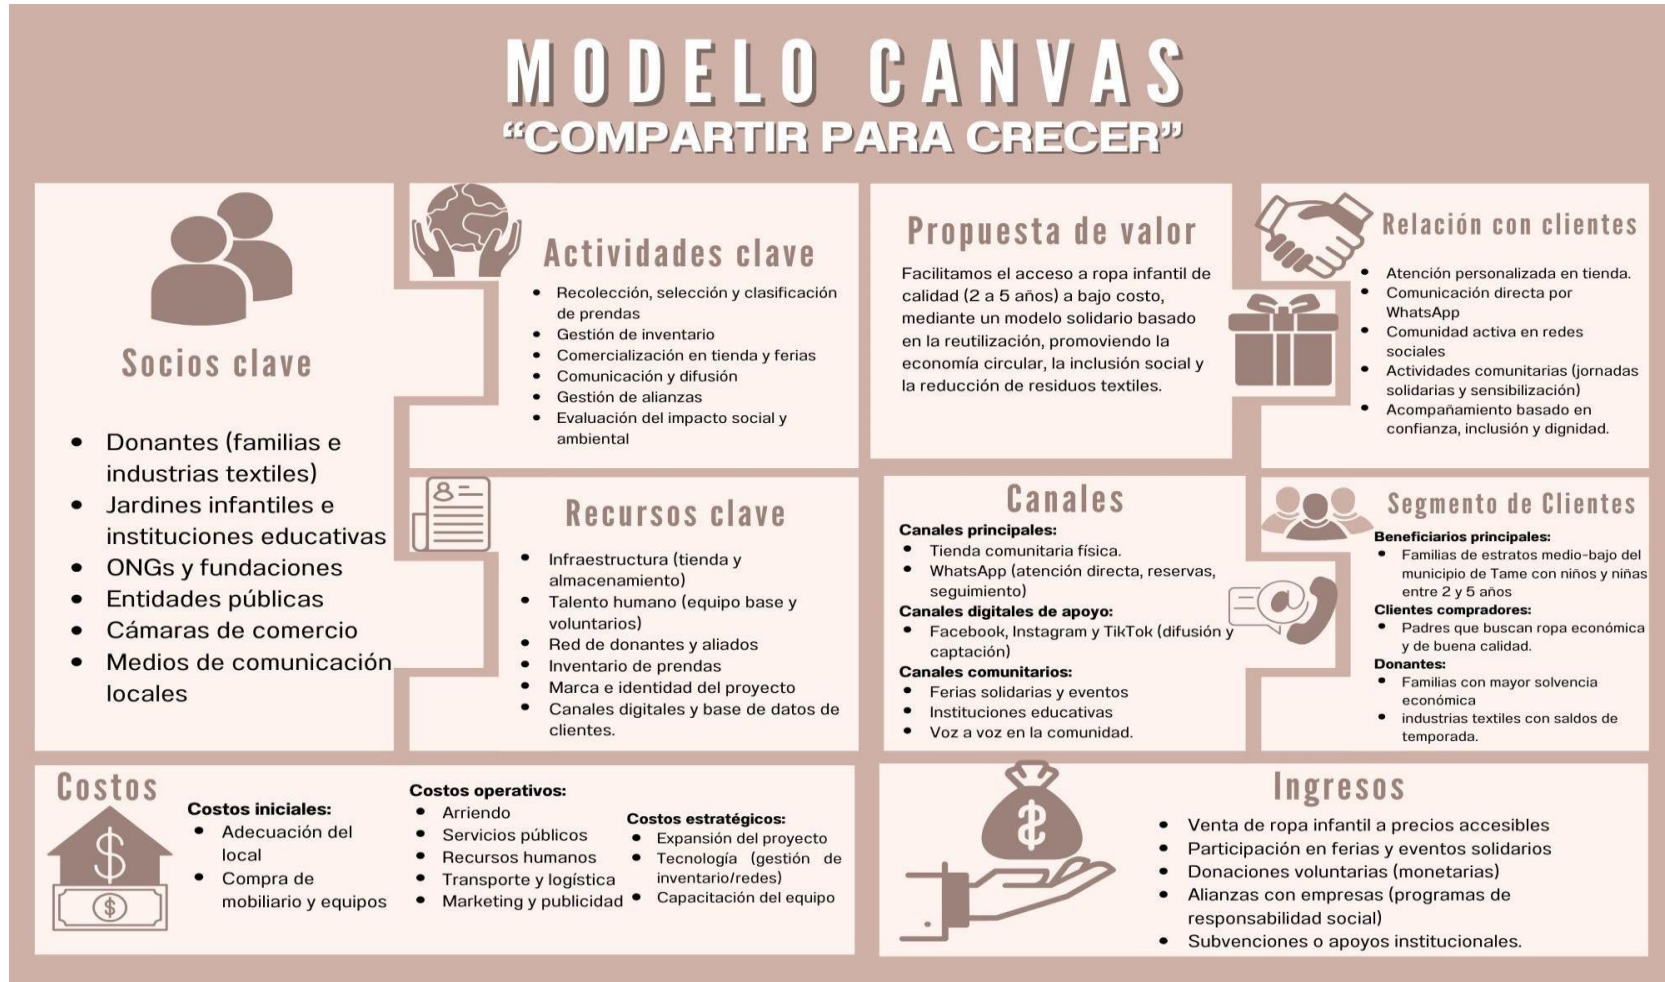 MODELO CANVAS
“COMPARTIR PARA CRECER”
Socios clave
• Donantes (familias e
industrias textiles)
• Jardines infantiles e
instituciones educativas
• ONGs y fundaciones
• Entidades públicas
• Cámaras de comercio
• Medios de comunicación
locales
Actividades clave
• Recolección, selección y clasificación
de prendas
• Gestión de inventario
• Comercialización en tienda y ferias
• Comunicación y difusión
• Gestión de alianzas
• Evaluación del impacto social y
ambiental
Recursos clave
• Infraestructura (tienda y
almacenamiento)
• Talento humano (equipo base y
voluntarios)
• Red de donantes y aliados
• Inventario de prendas
• Marca e identidad del proyecto
• Canales digitales y base de datos de
clientes.
Propuesta de valor
Facilitamos el acceso a ropa infantil de
calidad (2 a 5 años) a bajo costo,
mediante un modelo solidario basado
en la reutilización, promoviendo la
economía circular, la inclusión social y
la reducción de residuos textiles.
Relación con clientes
• Atención personalizada en tienda.
• Comunicación directa por
WhatsApp
• Comunidad activa en redes
sociales
• Actividades comunitarias (jornadas
solidarias y sensibilización)
• Acompañamiento basado en
confianza, inclusión y dignidad.
Canales
Canales principales:
• Tienda comunitaria física.
• WhatsApp (atención directa, reservas,
seguimiento)
Canales digitales de apoyo:
• Facebook, Instagram y TikTok (difusión y
captación)
Canales comunitarios:
• Ferias solidarias y eventos
• Instituciones educativas
• Voz a voz en la comunidad.
Segmento de Clientes
Beneficiarios principales:
• Familias de estratos medio-bajo del
municipio de Tame con niños y niñas
entre 2 y 5 años
Clientes compradores:
• Padres que buscan ropa económica
y de buena calidad.
Donantes:
• Familias con mayor solvencia
económica
• industrias textiles con saldos de
temporada.
Costos
Costos iniciales:
• Adecuación del
local
• Compra de
mobiliario y equipos
Costos operativos:
• Arriendo
• Servicios públicos
• Recursos humanos
• Transporte y logística
• Marketing y publicidad
Costos estratégicos:
• Expansión del proyecto
• Tecnología (gestión de
inventario/redes)
• Capacitación del equipo
Ingresos
• Venta de ropa infantil a precios accesibles
• Participación en ferias y eventos solidarios
• Donaciones voluntarias (monetarias)
• Alianzas con empresas (programas de
responsabilidad social)
• Subvenciones o apoyos institucionales.